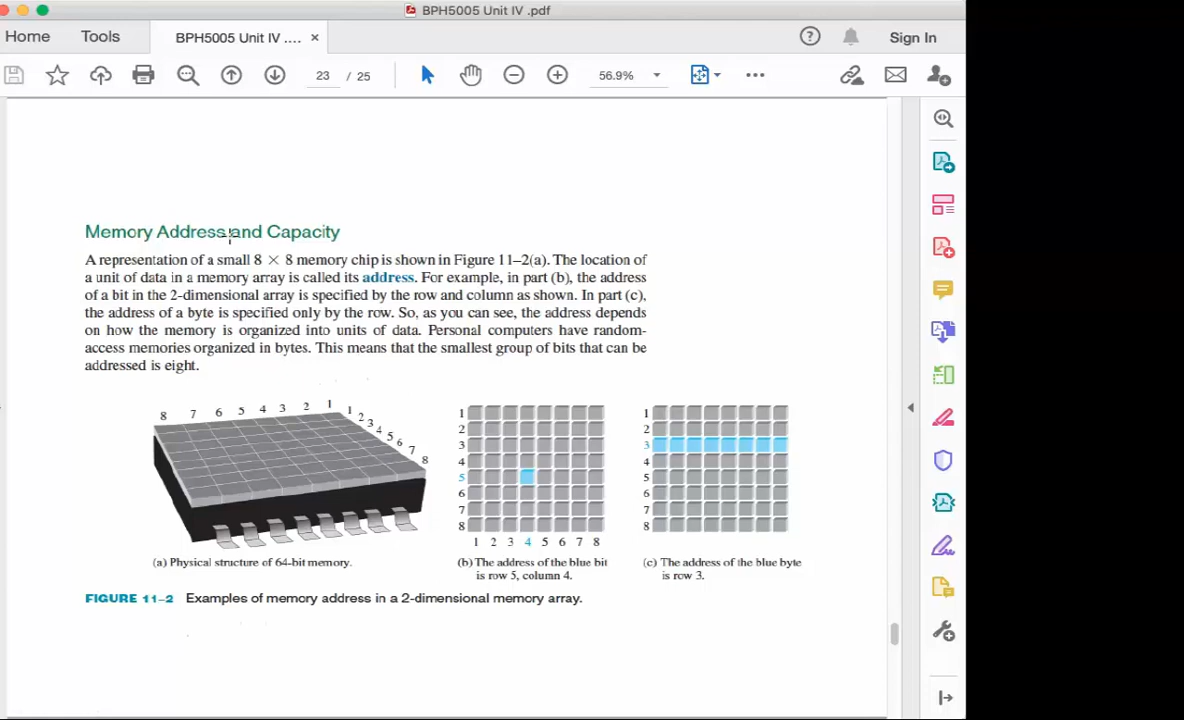 BPH5005 Unit IV .pdf
Home Tools BPH5005 Unit IV .... × ? Sign In
23 / 25 56.9%
Memory Address and Capacity
A representation of a small 8 × 8 memory chip is shown in Figure 11–2(a). The location of
a unit of data in a memory array is called its address. For example, in part (b), the address
of a bit in the 2-dimensional array is specified by the row and column as shown. In part (c),
the address of a byte is specified only by the row. So, as you can see, the address depends
on how the memory is organized into units of data. Personal computers have random-
access memories organized in bytes. This means that the smallest group of bits that can be
addressed is eight.
8 7 6 5 4 3 2 1
1 2 3 4 5 6 7 8
1
2
3
4
5
6
7
8
1 2 3 4 5 6 7 8
1
2
3
4
5
6
7
8
(a) Physical structure of 64-bit memory.
(b) The address of the blue bit
is row 5, column 4.
(c) The address of the blue byte
is row 3.
FIGURE 11–2 Examples of memory address in a 2-dimensional memory array.